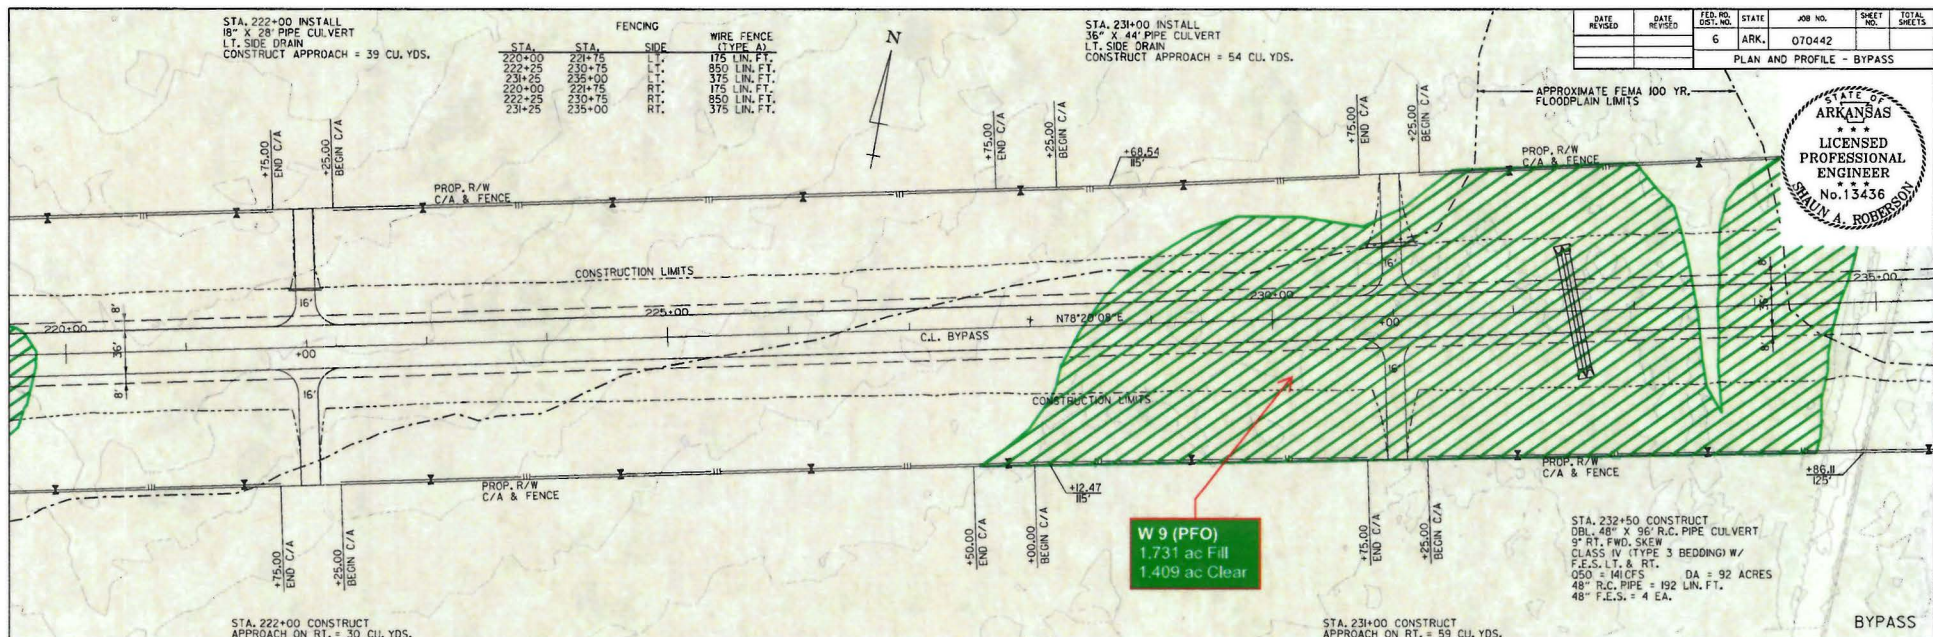 STA. 222+00 INSTALL
18" X 28' PIPE CULVERT
LT. SIDE DRAIN
CONSTRUCT APPROACH = 39 CU. YDS.
FENCING
STA. STA. SIDE WIRE FENCE (TYPE A)
220+00 221+75 LT. 175 LIN. FT.
222+25 230+75 LT. 850 LIN. FT.
231+25 235+00 LT. 375 LIN. FT.
220+00 221+75 RT. 175 LIN. FT.
222+25 230+75 RT. 850 LIN. FT.
231+25 235+00 RT. 375 LIN. FT.
N
STA. 231+00 INSTALL
36" X 44' PIPE CULVERT
LT. SIDE DRAIN
CONSTRUCT APPROACH = 54 CU. YDS.
DATE REVISED DATE REVISED FED. RD. DIST. NO. STATE JOB NO. SHEET NO. TOTAL SHEETS
6 ARK. 070442
PLAN AND PROFILE - BYPASS
APPROXIMATE FEMA 100 YR.
FLOODPLAIN LIMITS
STATE OF
ARKANSAS
* * *
LICENSED
PROFESSIONAL
ENGINEER
* * *
No. 13436
SHAUN A. ROBERSON
+75.00
END C/A
+25.00
BEGIN C/A
+75.00
END C/A
+25.00
BEGIN C/A
+68.54
115'
+75.00
END C/A
+25.00
BEGIN C/A
PROP. R/W
C/A & FENCE
PROP. R/W
C/A & FENCE
CONSTRUCTION LIMITS
16'
220+00
8'
36'
8'
+00
16'
225+00
C.L. BYPASS
N78°20'08"E
230+00
+00
16'
8'
36'
8'
235+00
CONSTRUCTION LIMITS
PROP. R/W
C/A & FENCE
PROP. R/W
C/A & FENCE
+12.47
115'
+86.11
125'
+75.00
END C/A
+25.00
BEGIN C/A
+50.00
END C/A
+00.00
BEGIN C/A
+75.00
END C/A
+25.00
BEGIN C/A
W 9 (PFO)
1.731 ac Fill
1.409 ac Clear
STA. 232+50 CONSTRUCT
DBL. 48" X 96' R.C. PIPE CULVERT
9° RT. FWD. SKEW
CLASS IV (TYPE 3 BEDDING) W/
F.E.S. LT. & RT.
Q50 = 141 CFS DA = 92 ACRES
48" R.C. PIPE = 192 LIN. FT.
48" F.E.S. = 4 EA.
STA. 222+00 CONSTRUCT
APPROACH ON RT. = 30 CU. YDS.
STA. 231+00 CONSTRUCT
APPROACH ON RT. = 59 CU. YDS.
BYPASS